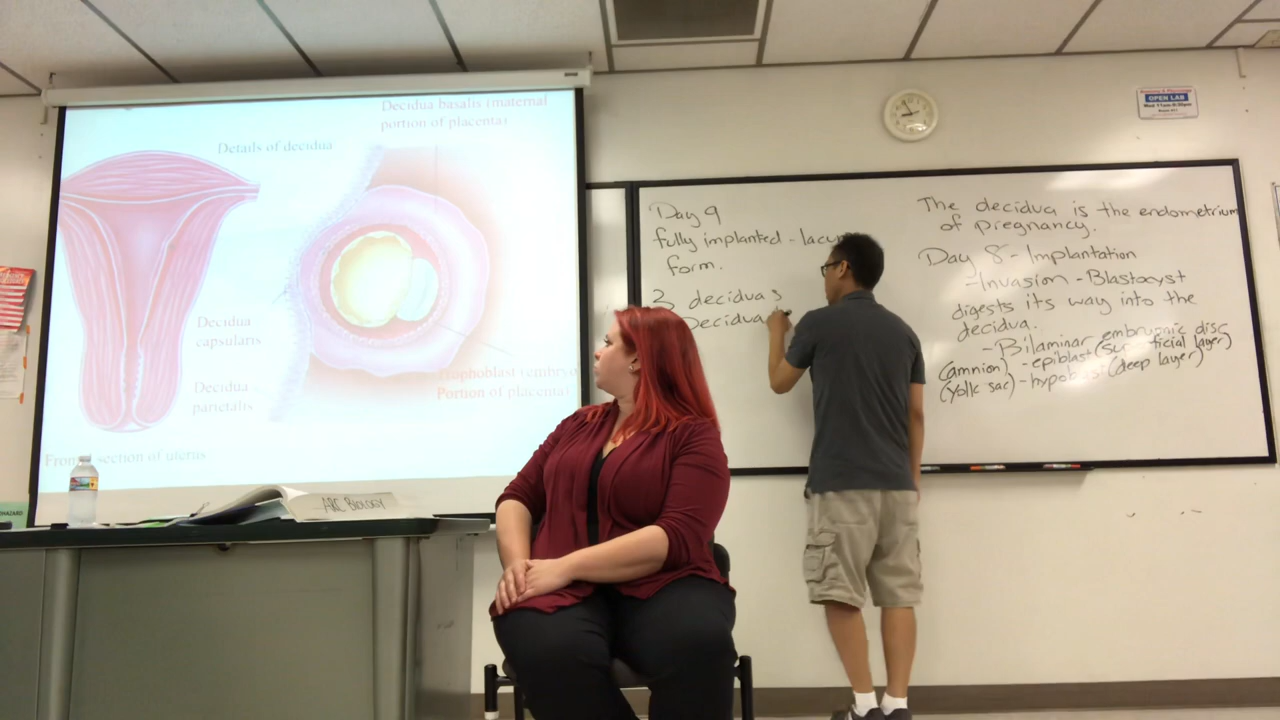 Decidua basalis (maternal
portion of placenta)
Details of decidua
Decidua
capsularis
Decidua
parietalis
(embryo
Portion of placenta)
section of uterus
ARC BIOLOGY
OPEN LAB
Day 9
fully implanted - lacu
form.
3 deciduas
Decidua
The decidua is the endometrium
of pregnancy.
Day 8 - Implantation
- Invasion - Blastocyst
digests its way into the
decidua.
- Bilaminar embryonic disc
(amnion) - epiblast (superficial layer)
(Yolk sac) - hypoblast (deep layer)